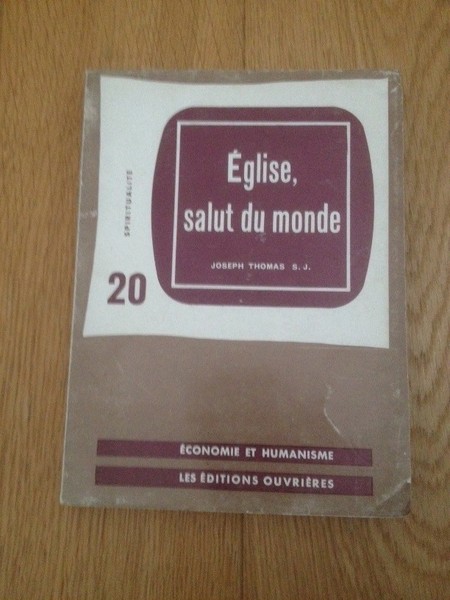 SPIRITUALITÉ
20
Église,
salut du monde
JOSEPH THOMAS S. J.
ÉCONOMIE ET HUMANISME
LES ÉDITIONS OUVRIÈRES